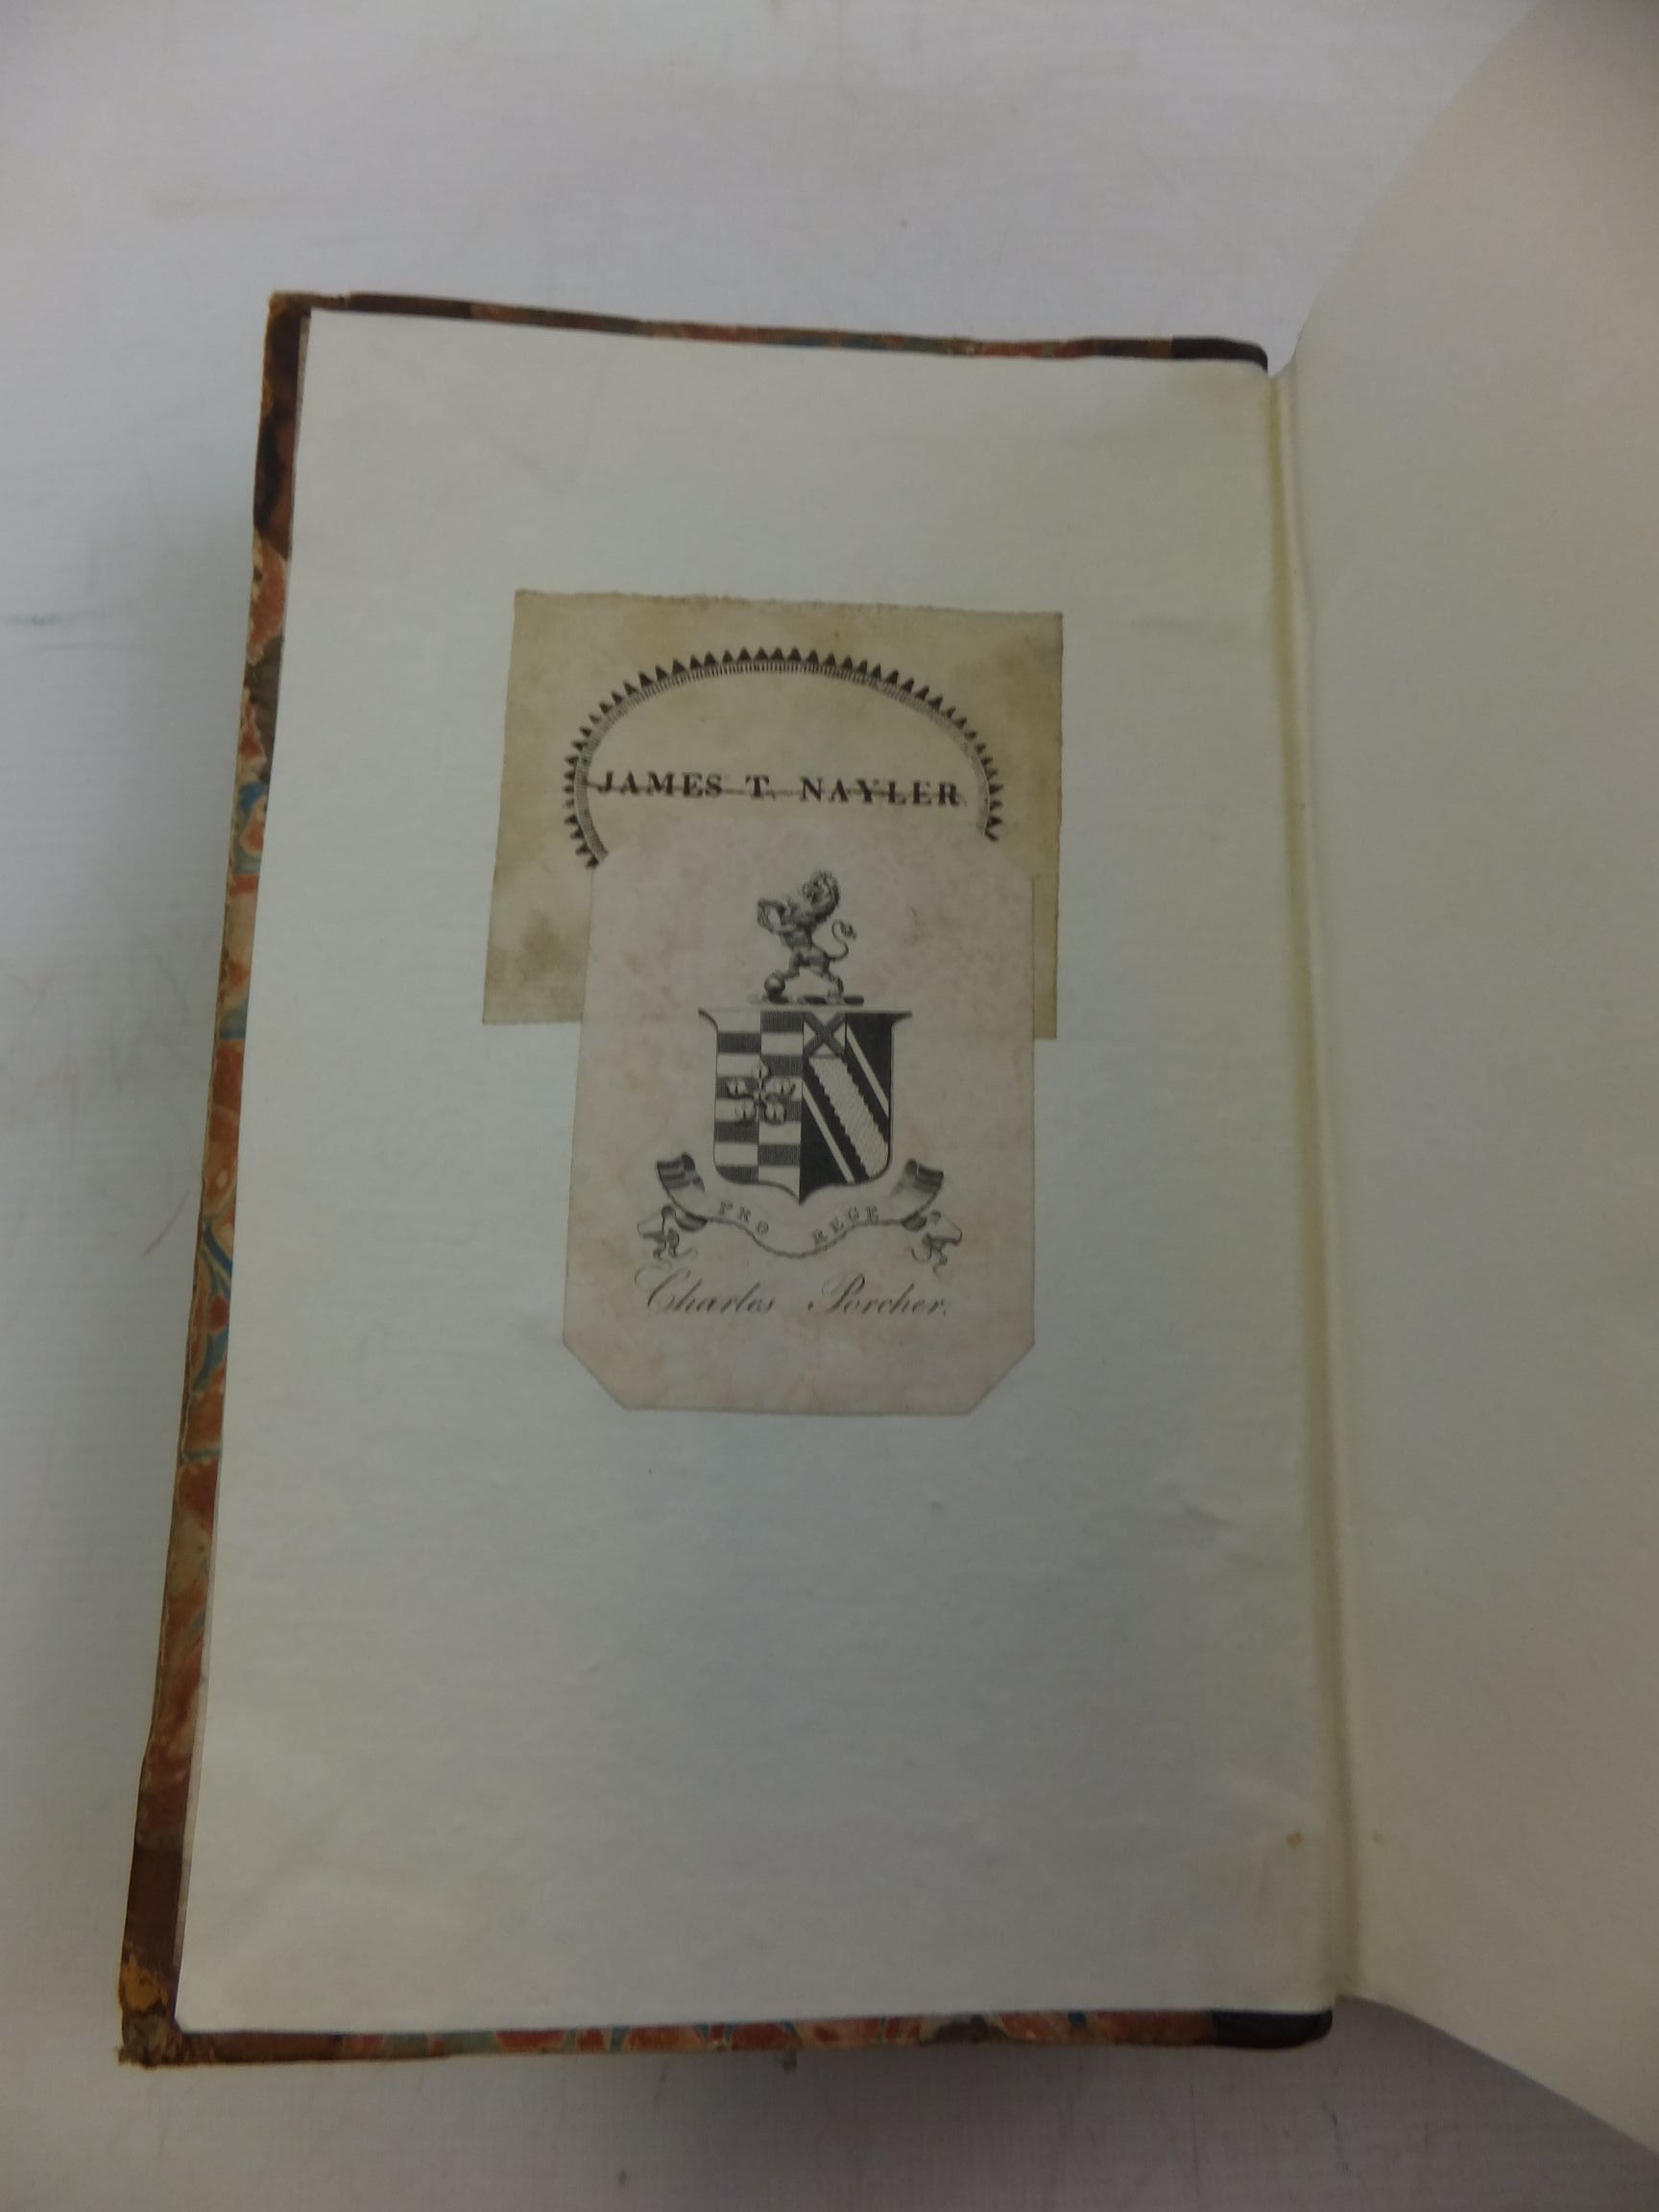 JAMES T. NAYLER
PRO REGE
Charles Porcher.